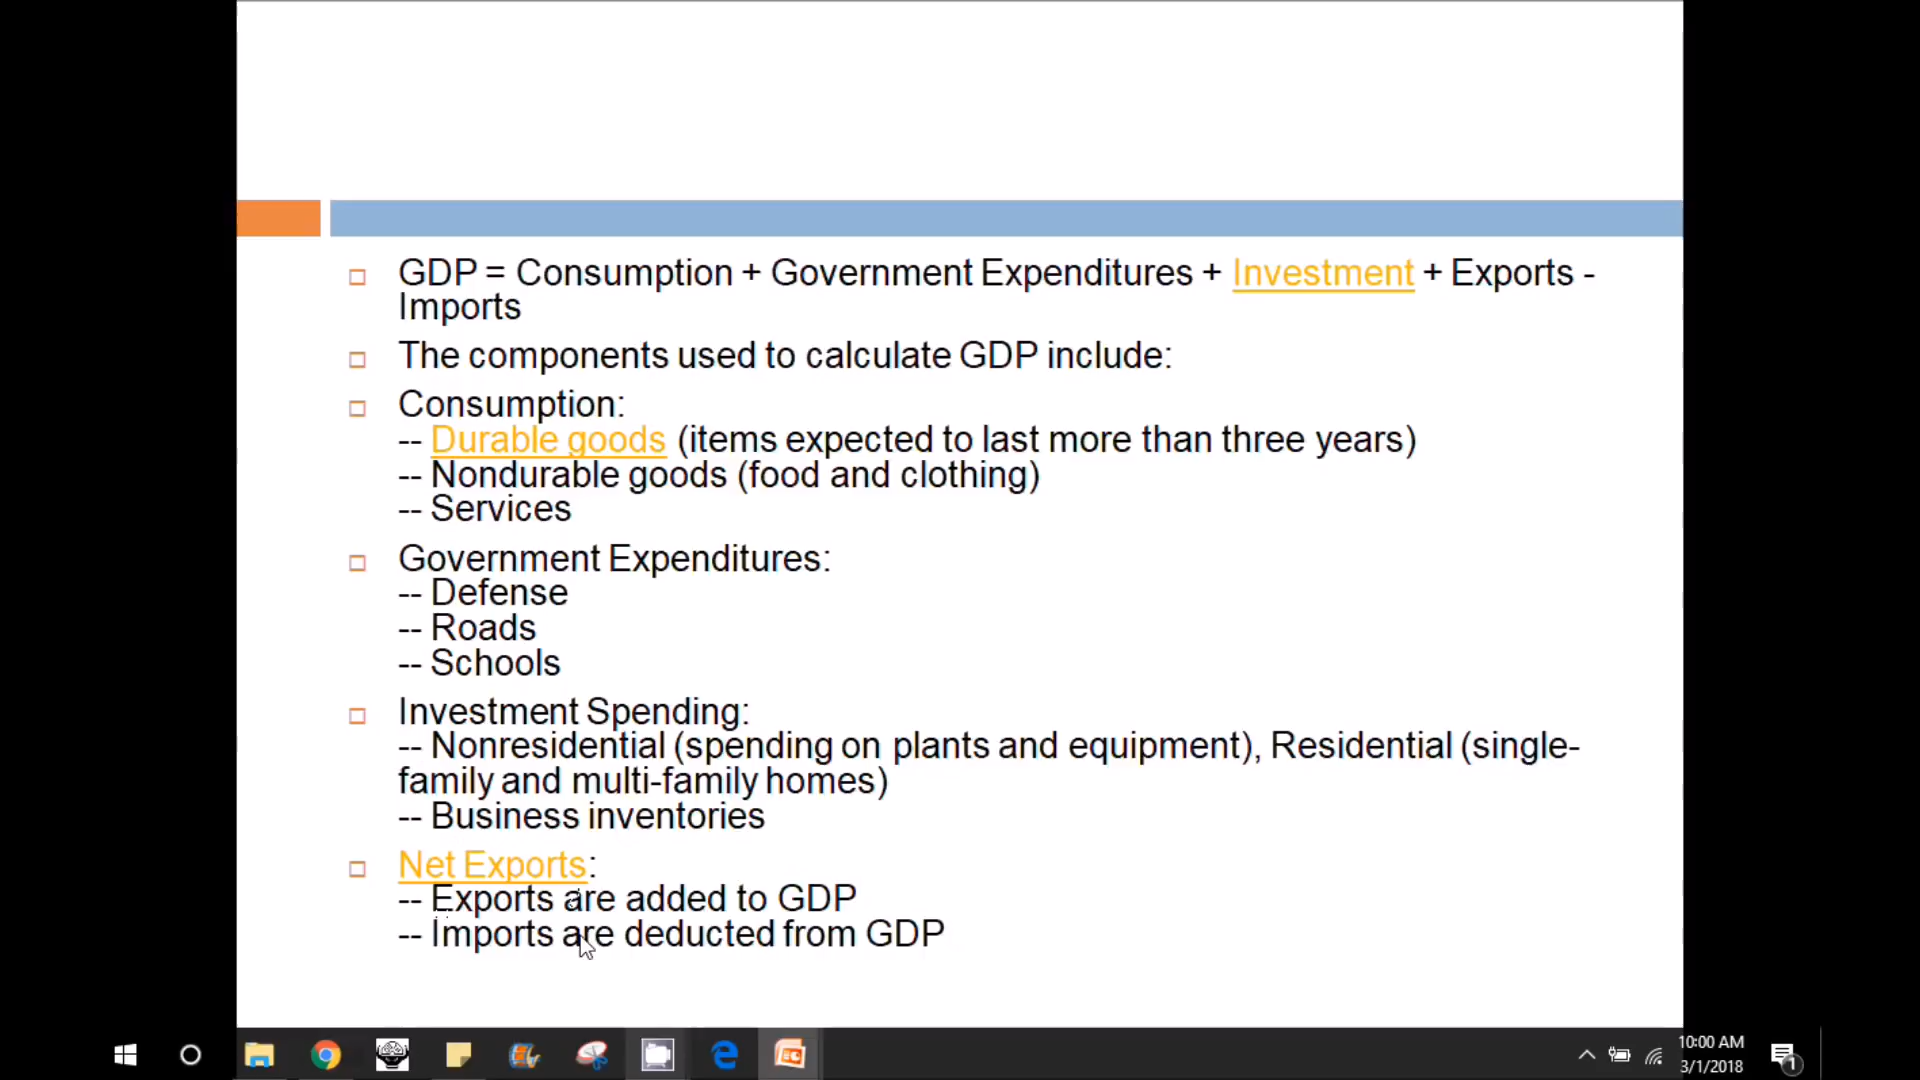 GDP = Consumption + Government Expenditures + Investment + Exports -
Imports
The components used to calculate GDP include:
Consumption:
-- Durable goods (items expected to last more than three years)
-- Nondurable goods (food and clothing)
-- Services
Government Expenditures:
-- Defense
-- Roads
-- Schools
Investment Spending:
-- Nonresidential (spending on plants and equipment), Residential (single-
family and multi-family homes)
-- Business inventories
Net Exports:
-- Exports are added to GDP
-- Imports are deducted from GDP
10:00 AM
3/1/2018
1